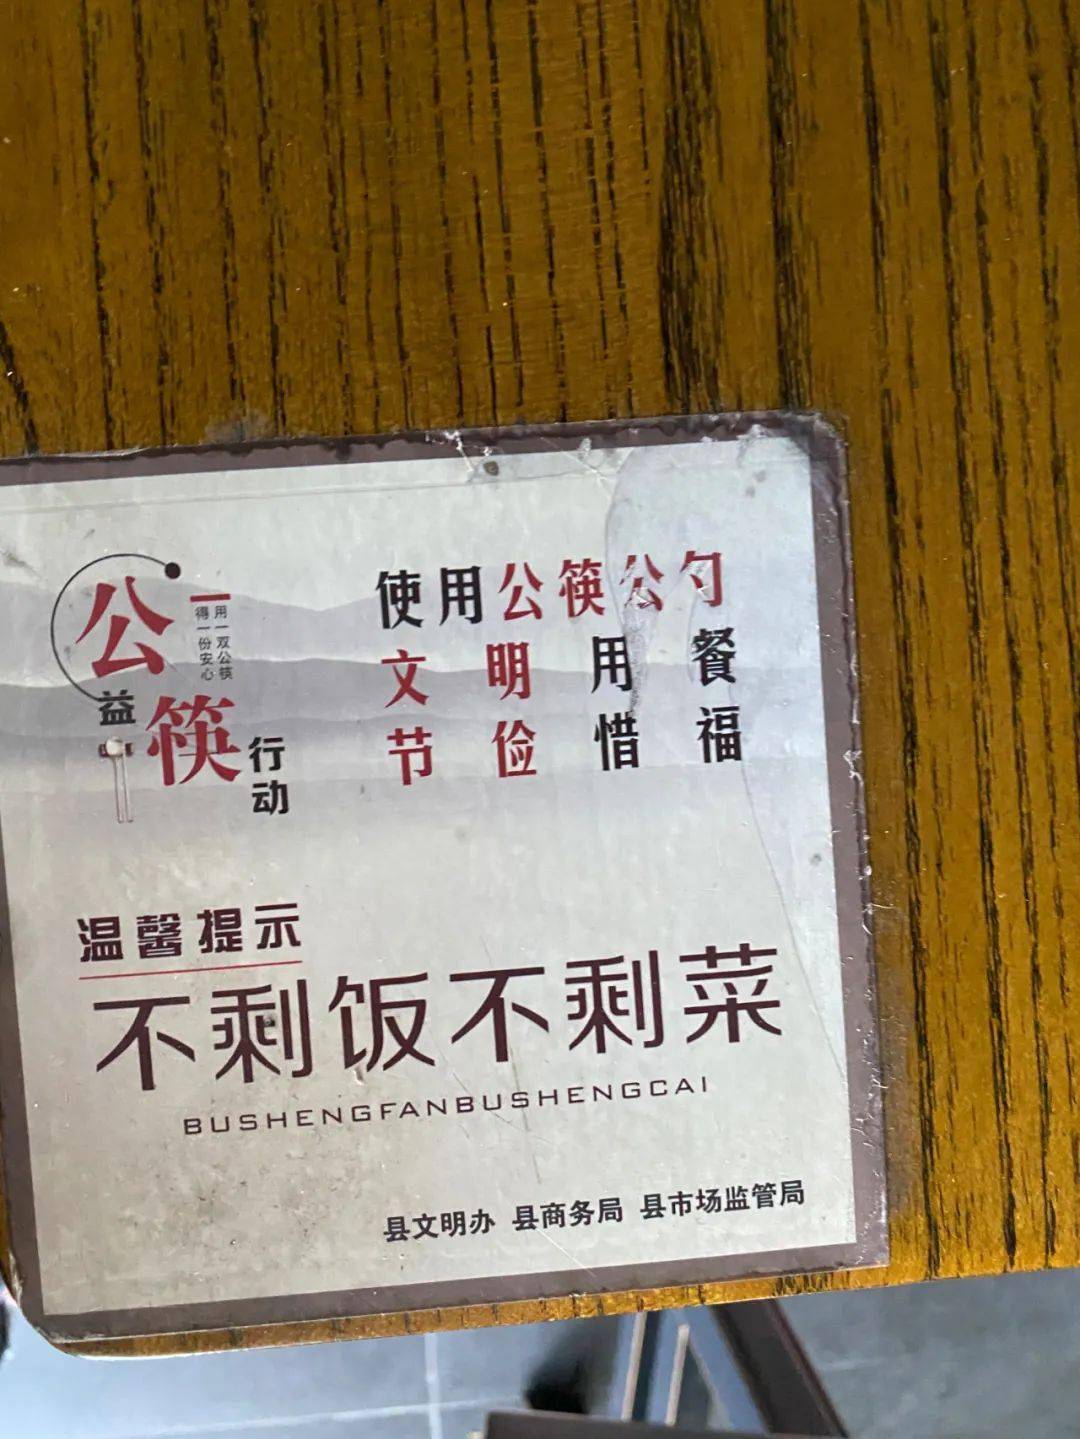 公筷
公益
行动
用一双公筷
得一份安心
使用公筷公勺
文明用餐
节俭惜福
温馨提示
不剩饭不剩菜
BUSHENGFANBUSHENGCAI
县文明办 县商务局 县市场监管局